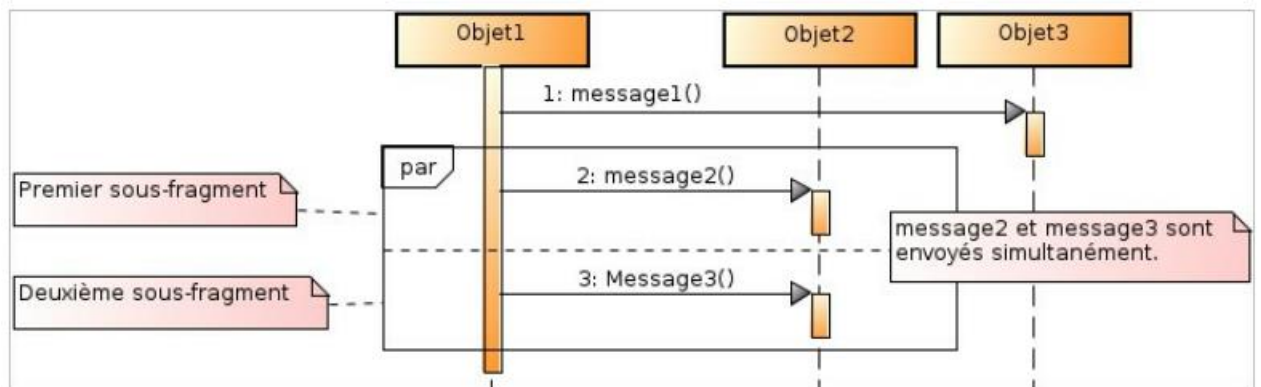 Objet1
Objet2
Objet3
1: message1()
par
2: message2()
Premier sous-fragment
message2 et message3 sont
envoyés simultanément.
3: Message3()
Deuxième sous-fragment